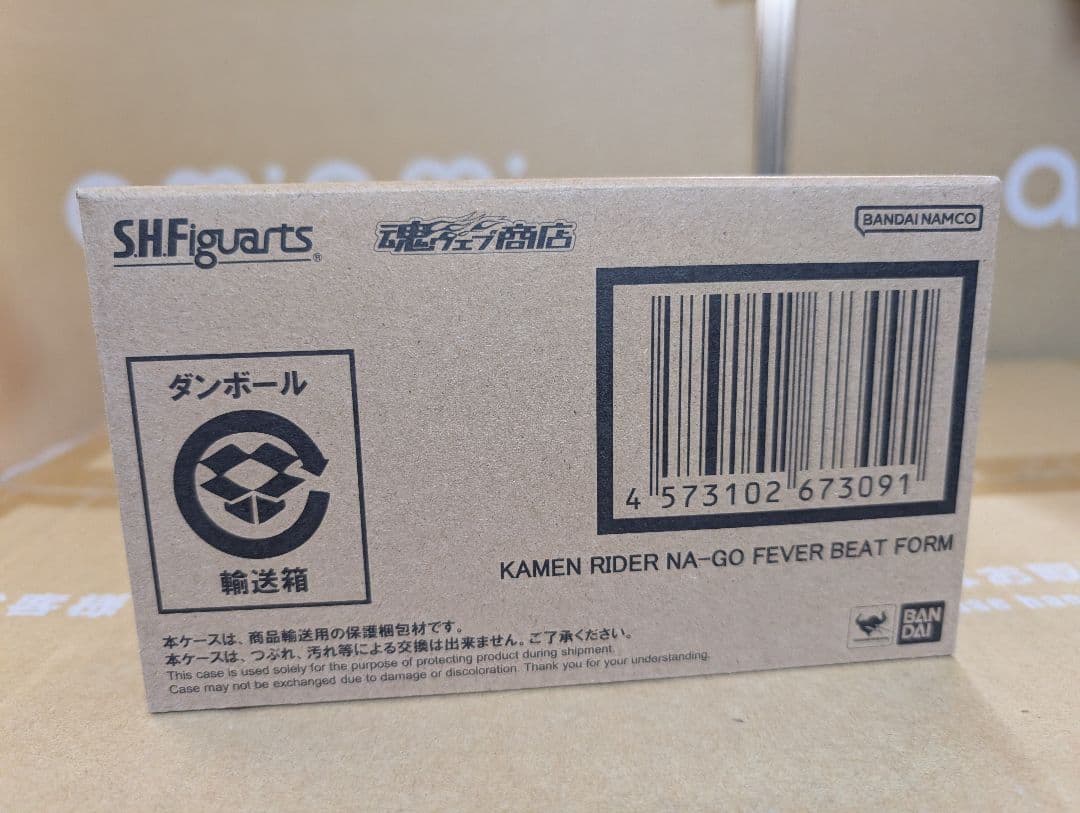 amiami
a
S.H.Figuarts®
魂ウェブ商店
BANDAI NAMCO
ダンボール
輸送箱
4 573102 673091
KAMEN RIDER NA-GO FEVER BEAT FORM
BAN
DAI
本ケースは、商品輸送用の保護梱包材です。
本ケースは、つぶれ、汚れ等による交換は出来ません。ご了承ください。
This case is used solely for the purpose of protecting product during shipment.
Case may not be exchanged due to damage or discoloration. Thank you for your understanding.
客様